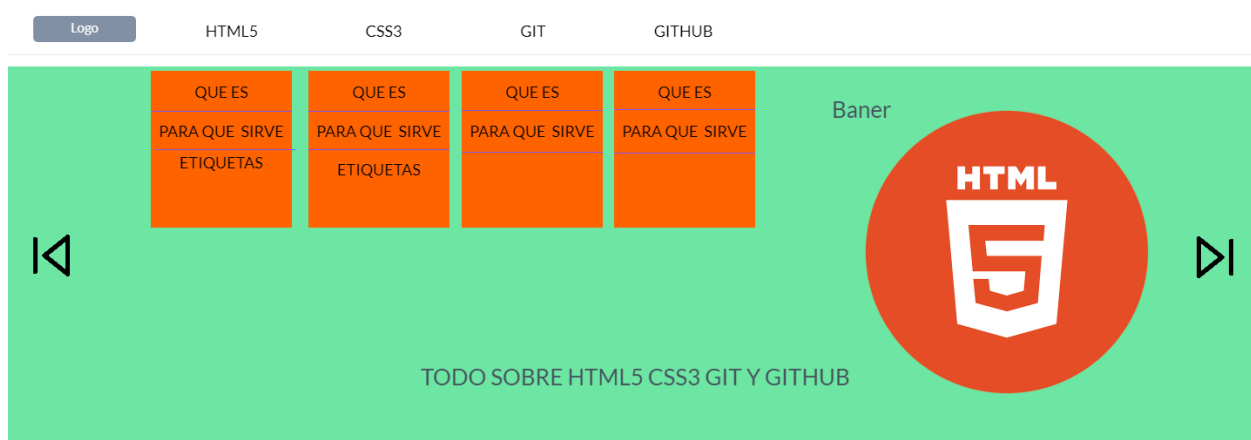 Logo
HTML5 CSS3 GIT GITHUB
QUE ES QUE ES QUE ES QUE ES
PARA QUE SIRVE PARA QUE SIRVE PARA QUE SIRVE PARA QUE SIRVE
ETIQUETAS ETIQUETAS
Baner
HTML
5
TODO SOBRE HTML5 CSS3 GIT Y GITHUB